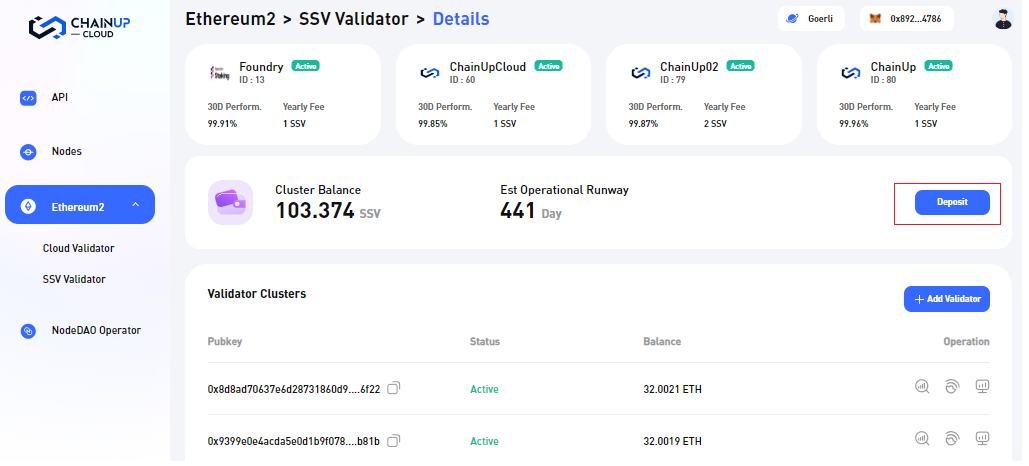 CHAINUP
CLOUD
Ethereum2 > SSV Validator > Details
Goerli
0x892...4786
API
Nodes
Ethereum2
Cloud Validator
SSV Validator
NodeDAO Operator
Foundry Active
ID : 13
30D Perform. Yearly Fee
99.91% 1 SSV
ChainUpCloud Active
ID : 60
30D Perform. Yearly Fee
99.85% 1 SSV
ChainUp02 Active
ID : 79
30D Perform. Yearly Fee
99.87% 2 SSV
ChainUp Active
ID : 80
30D Perform. Yearly Fee
99.96% 1 SSV
Cluster Balance
103.374 SSV
Est Operational Runway
441 Day
Deposit
Validator Clusters
+ Add Validator
Pubkey Status Balance Operation
0x8d8ad70637e6d28731860d9....6f22 Active 32.0021 ETH
0x9399e0e4acda5e0d1b9f078....b81b Active 32.0019 ETH